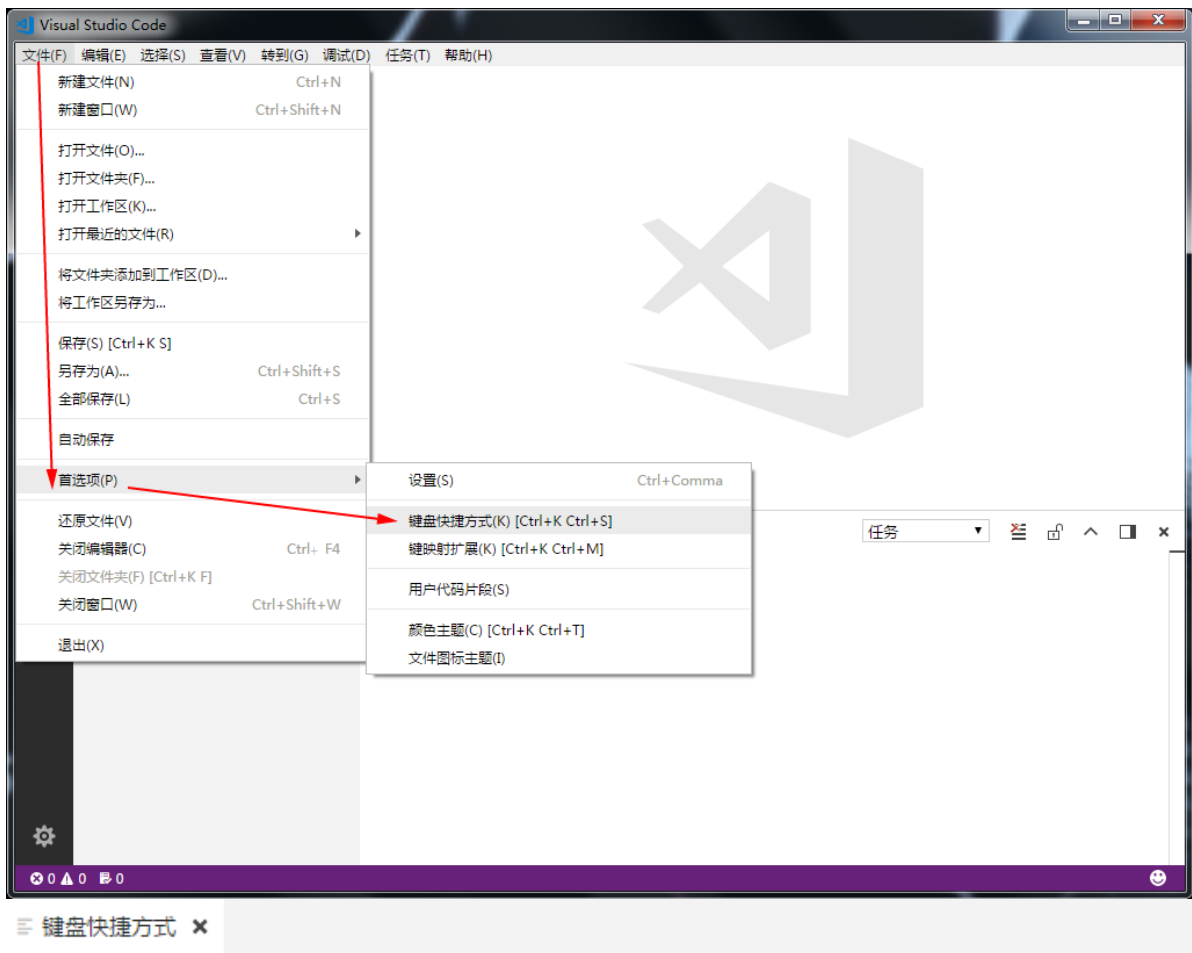 Visual Studio Code
文件(F) 编辑(E) 选择(S) 查看(V) 转到(G) 调试(D) 任务(T) 帮助(H)
新建文件(N) Ctrl+N
新建窗口(W) Ctrl+Shift+N
打开文件(O)...
打开文件夹(F)...
打开工作区(K)...
打开最近的文件(R)
将文件夹添加到工作区(D)...
将工作区另存为...
保存(S) [Ctrl+K S]
另存为(A)... Ctrl+Shift+S
全部保存(L) Ctrl+S
自动保存
首选项(P)
还原文件(V)
关闭编辑器(C) Ctrl+ F4
关闭文件夹(F) [Ctrl+K F]
关闭窗口(W) Ctrl+Shift+W
退出(X)
设置(S) Ctrl+Comma
键盘快捷方式(K) [Ctrl+K Ctrl+S]
键映射扩展(K) [Ctrl+K Ctrl+M]
用户代码片段(S)
颜色主题(C) [Ctrl+K Ctrl+T]
文件图标主题(I)
任务
0 0 0
键盘快捷方式